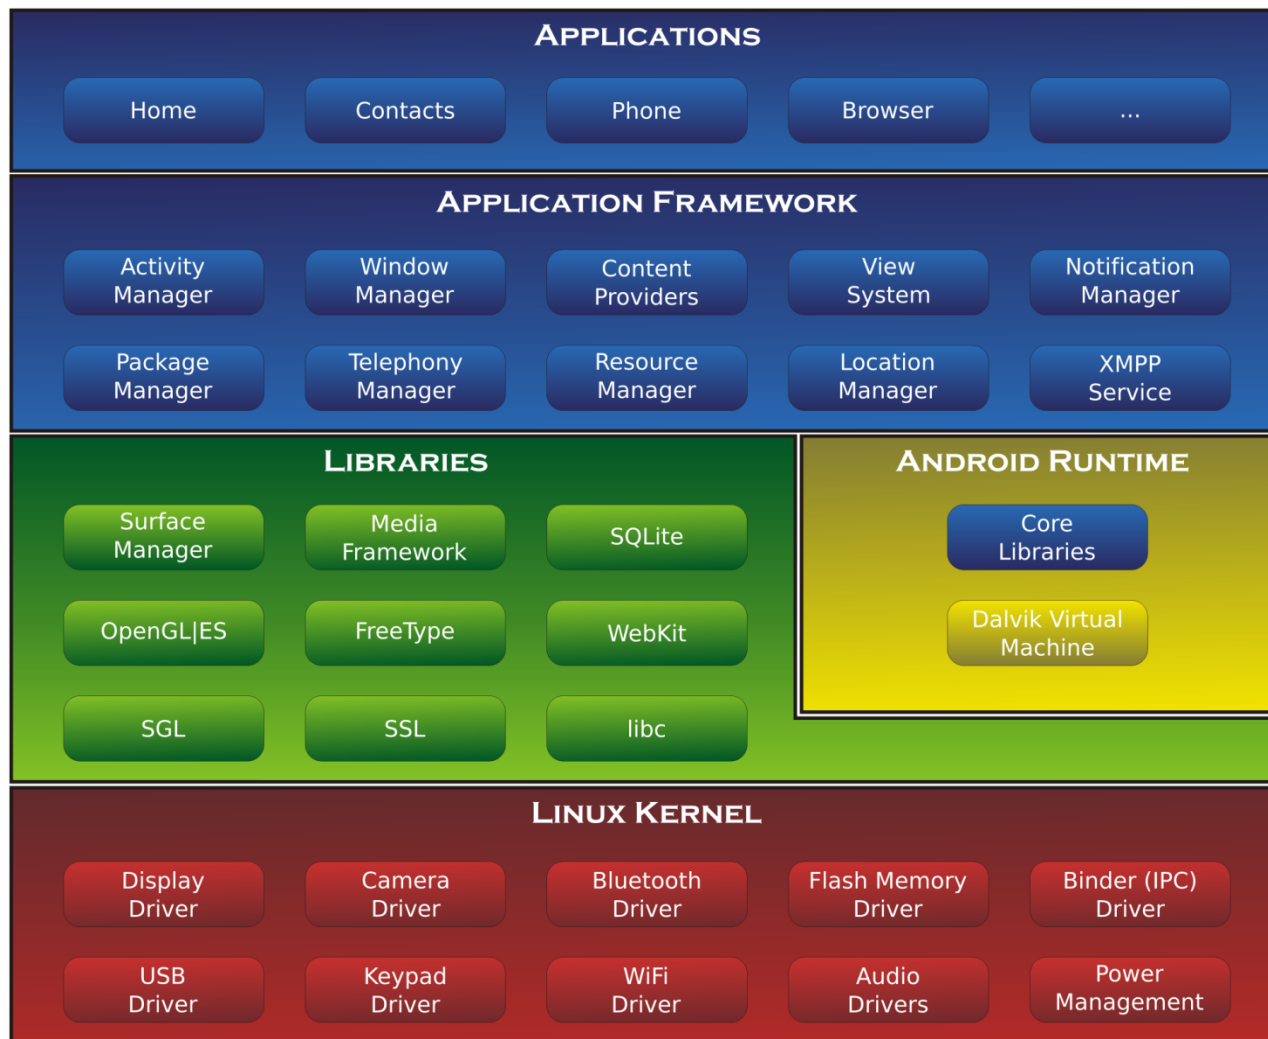 APPLICATIONS
Home
Contacts
Phone
Browser
...
APPLICATION FRAMEWORK
Activity
Manager
Window
Manager
Content
Providers
View
System
Notification
Manager
Package
Manager
Telephony
Manager
Resource
Manager
Location
Manager
XMPP
Service
LIBRARIES
Surface
Manager
Media
Framework
SQLite
OpenGL|ES
FreeType
WebKit
SGL
SSL
libc
ANDROID RUNTIME
Core
Libraries
Dalvik Virtual
Machine
LINUX KERNEL
Display
Driver
Camera
Driver
Bluetooth
Driver
Flash Memory
Driver
Binder (IPC)
Driver
USB
Driver
Keypad
Driver
WiFi
Driver
Audio
Drivers
Power
Management